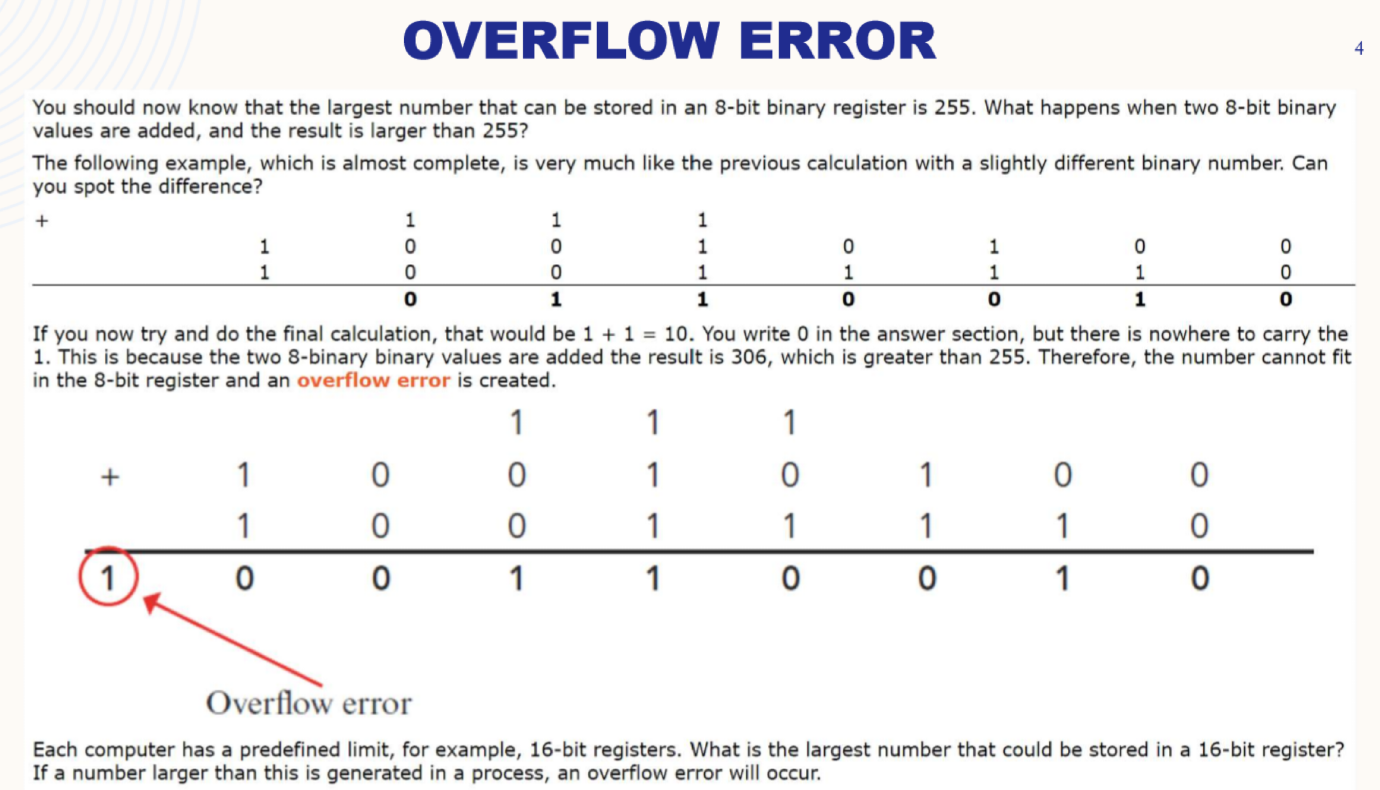 OVERFLOW ERROR
4
You should now know that the largest number that can be stored in an 8-bit binary register is 255. What happens when two 8-bit binary
values are added, and the result is larger than 255?
The following example, which is almost complete, is very much like the previous calculation with a slightly different binary number. Can
you spot the difference?
+ 1 1 1
1 0 0 1 0 1 0 0
1 0 0 1 1 1 1 0
0 1 1 0 0 1 0
If you now try and do the final calculation, that would be 1 + 1 = 10. You write 0 in the answer section, but there is nowhere to carry the
1. This is because the two 8-binary binary values are added the result is 306, which is greater than 255. Therefore, the number cannot fit
in the 8-bit register and an overflow error is created.
1 1 1
+ 1 0 0 1 0 1 0 0
1 0 0 1 1 1 1 0
1 0 0 1 1 0 0 1 0
Overflow error
Each computer has a predefined limit, for example, 16-bit registers. What is the largest number that could be stored in a 16-bit register?
If a number larger than this is generated in a process, an overflow error will occur.